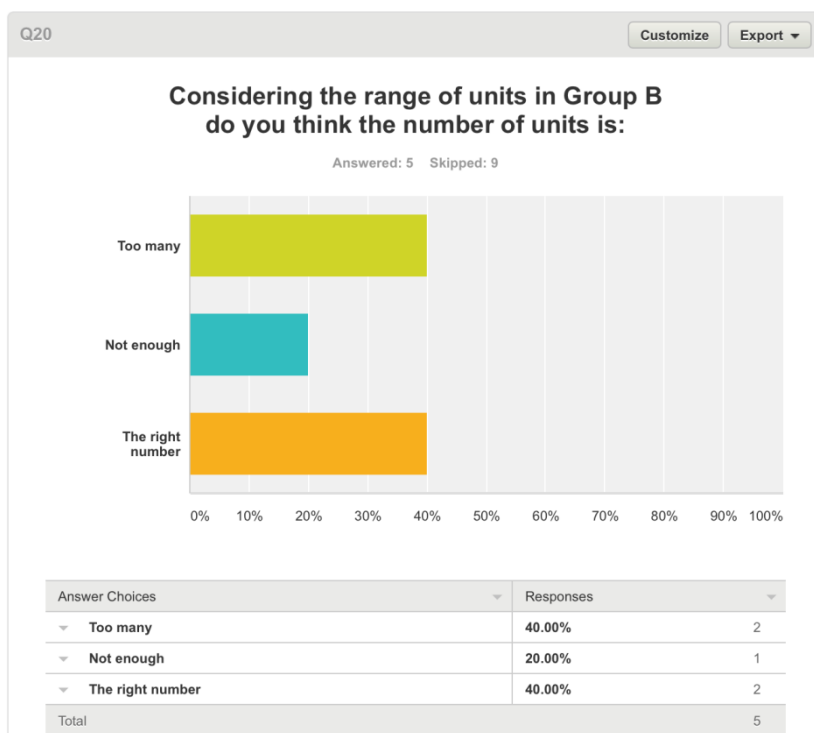 Q20
Customize
Export
Considering the range of units in Group B
do you think the number of units is:
Answered: 5 Skipped: 9
Too many
Not enough
The right
number
0% 10% 20% 30% 40% 50% 60% 70% 80% 90% 100%
Answer Choices Responses
Too many 40.00% 2
Not enough 20.00% 1
The right number 40.00% 2
Total 5